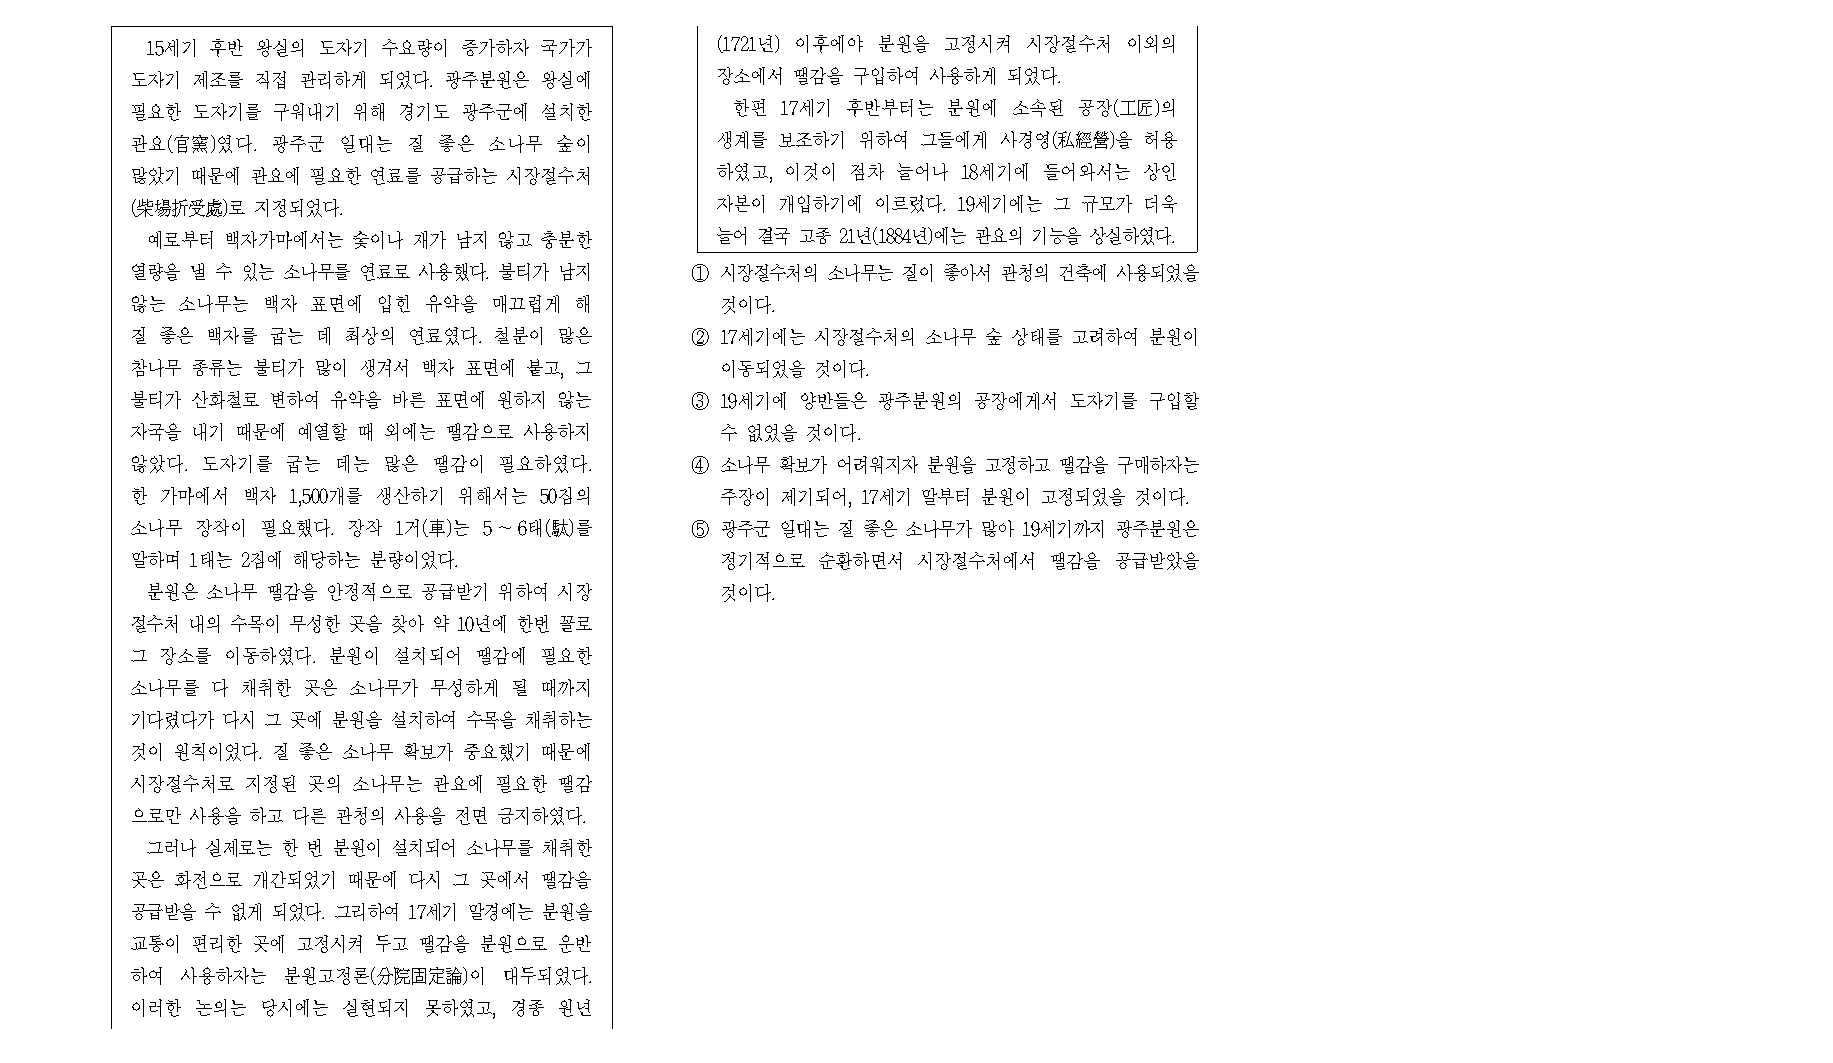 15세기 후반 왕실의 도자기 수요량이 증가하자 국가가
도자기 제조를 직접 관리하게 되었다. 광주분원은 왕실에
필요한 도자기를 구워내기 위해 경기도 광주군에 설치한
관요(官窯)였다. 광주군 일대는 질 좋은 소나무 숲이
많았기 때문에 관요에 필요한 연료를 공급하는 시장절수처
(柴場折受處)로 지정되었다.
예로부터 백자가마에서는 숯이나 재가 남지 않고 충분한
열량을 낼 수 있는 소나무를 연료로 사용했다. 불티가 남지
않는 소나무는 백자 표면에 입힌 유약을 매끄럽게 해
질 좋은 백자를 굽는 데 최상의 연료였다. 철분이 많은
참나무 종류는 불티가 많이 생겨서 백자 표면에 붙고, 그
불티가 산화철로 변하여 유약을 바른 표면에 원하지 않는
자국을 내기 때문에 예열할 때 외에는 땔감으로 사용하지
않았다. 도자기를 굽는 데는 많은 땔감이 필요하였다.
한 가마에서 백자 1,500개를 생산하기 위해서는 50짐의
소나무 장작이 필요했다. 장작 1거(車)는 5 ~ 6태(駄)를
말하며 1태는 2짐에 해당하는 분량이었다.
분원은 소나무 땔감을 안정적으로 공급받기 위하여 시장
절수처 내의 수목이 무성한 곳을 찾아 약 10년에 한번 꼴로
그 장소를 이동하였다. 분원이 설치되어 땔감에 필요한
소나무를 다 채취한 곳은 소나무가 무성하게 될 때까지
기다렸다가 다시 그 곳에 분원을 설치하여 수목을 채취하는
것이 원칙이었다. 질 좋은 소나무 확보가 중요했기 때문에
시장절수처로 지정된 곳의 소나무는 관요에 필요한 땔감
으로만 사용을 하고 다른 관청의 사용을 전면 금지하였다.
그러나 실제로는 한 번 분원이 설치되어 소나무를 채취한
곳은 화전으로 개간되었기 때문에 다시 그 곳에서 땔감을
공급받을 수 없게 되었다. 그리하여 17세기 말경에는 분원을
교통이 편리한 곳에 고정시켜 두고 땔감을 분원으로 운반
하여 사용하자는 분원고정론(分院固定論)이 대두되었다.
이러한 논의는 당시에는 실현되지 못하였고, 경종 원년
(1721년) 이후에야 분원을 고정시켜 시장절수처 이외의
장소에서 땔감을 구입하여 사용하게 되었다.
한편 17세기 후반부터는 분원에 소속된 공장(工匠)의
생계를 보조하기 위하여 그들에게 사경영(私經營)을 허용
하였고, 이것이 점차 늘어나 18세기에 들어와서는 상인
자본이 개입하기에 이르렀다. 19세기에는 그 규모가 더욱
늘어 결국 고종 21년(1884년)에는 관요의 기능을 상실하였다.
① 시장절수처의 소나무는 질이 좋아서 관청의 건축에 사용되었을
것이다.
② 17세기에는 시장절수처의 소나무 숲 상태를 고려하여 분원이
이동되었을 것이다.
③ 19세기에 양반들은 광주분원의 공장에게서 도자기를 구입할
수 없었을 것이다.
④ 소나무 확보가 어려워지자 분원을 고정하고 땔감을 구매하자는
주장이 제기되어, 17세기 말부터 분원이 고정되었을 것이다.
⑤ 광주군 일대는 질 좋은 소나무가 많아 19세기까지 광주분원은
정기적으로 순환하면서 시장절수처에서 땔감을 공급받았을
것이다.